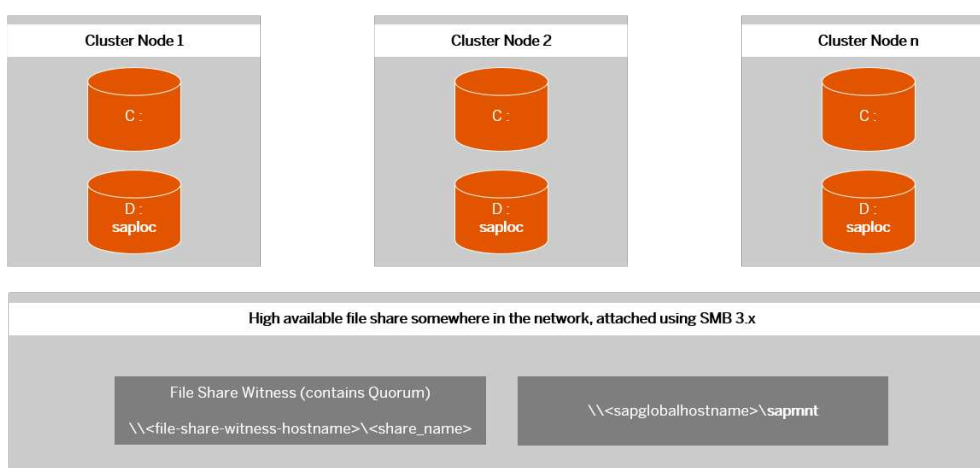 Cluster Node 1
C :
D :
saploc
Cluster Node 2
C :
D :
saploc
Cluster Node n
C :
D :
saploc
High available file share somewhere in the network, attached using SMB 3.x
File Share Witness (contains Quorum)
\\<file-share-witness-hostname>\<share_name>
\\<sapglobalhostname>\sapmnt